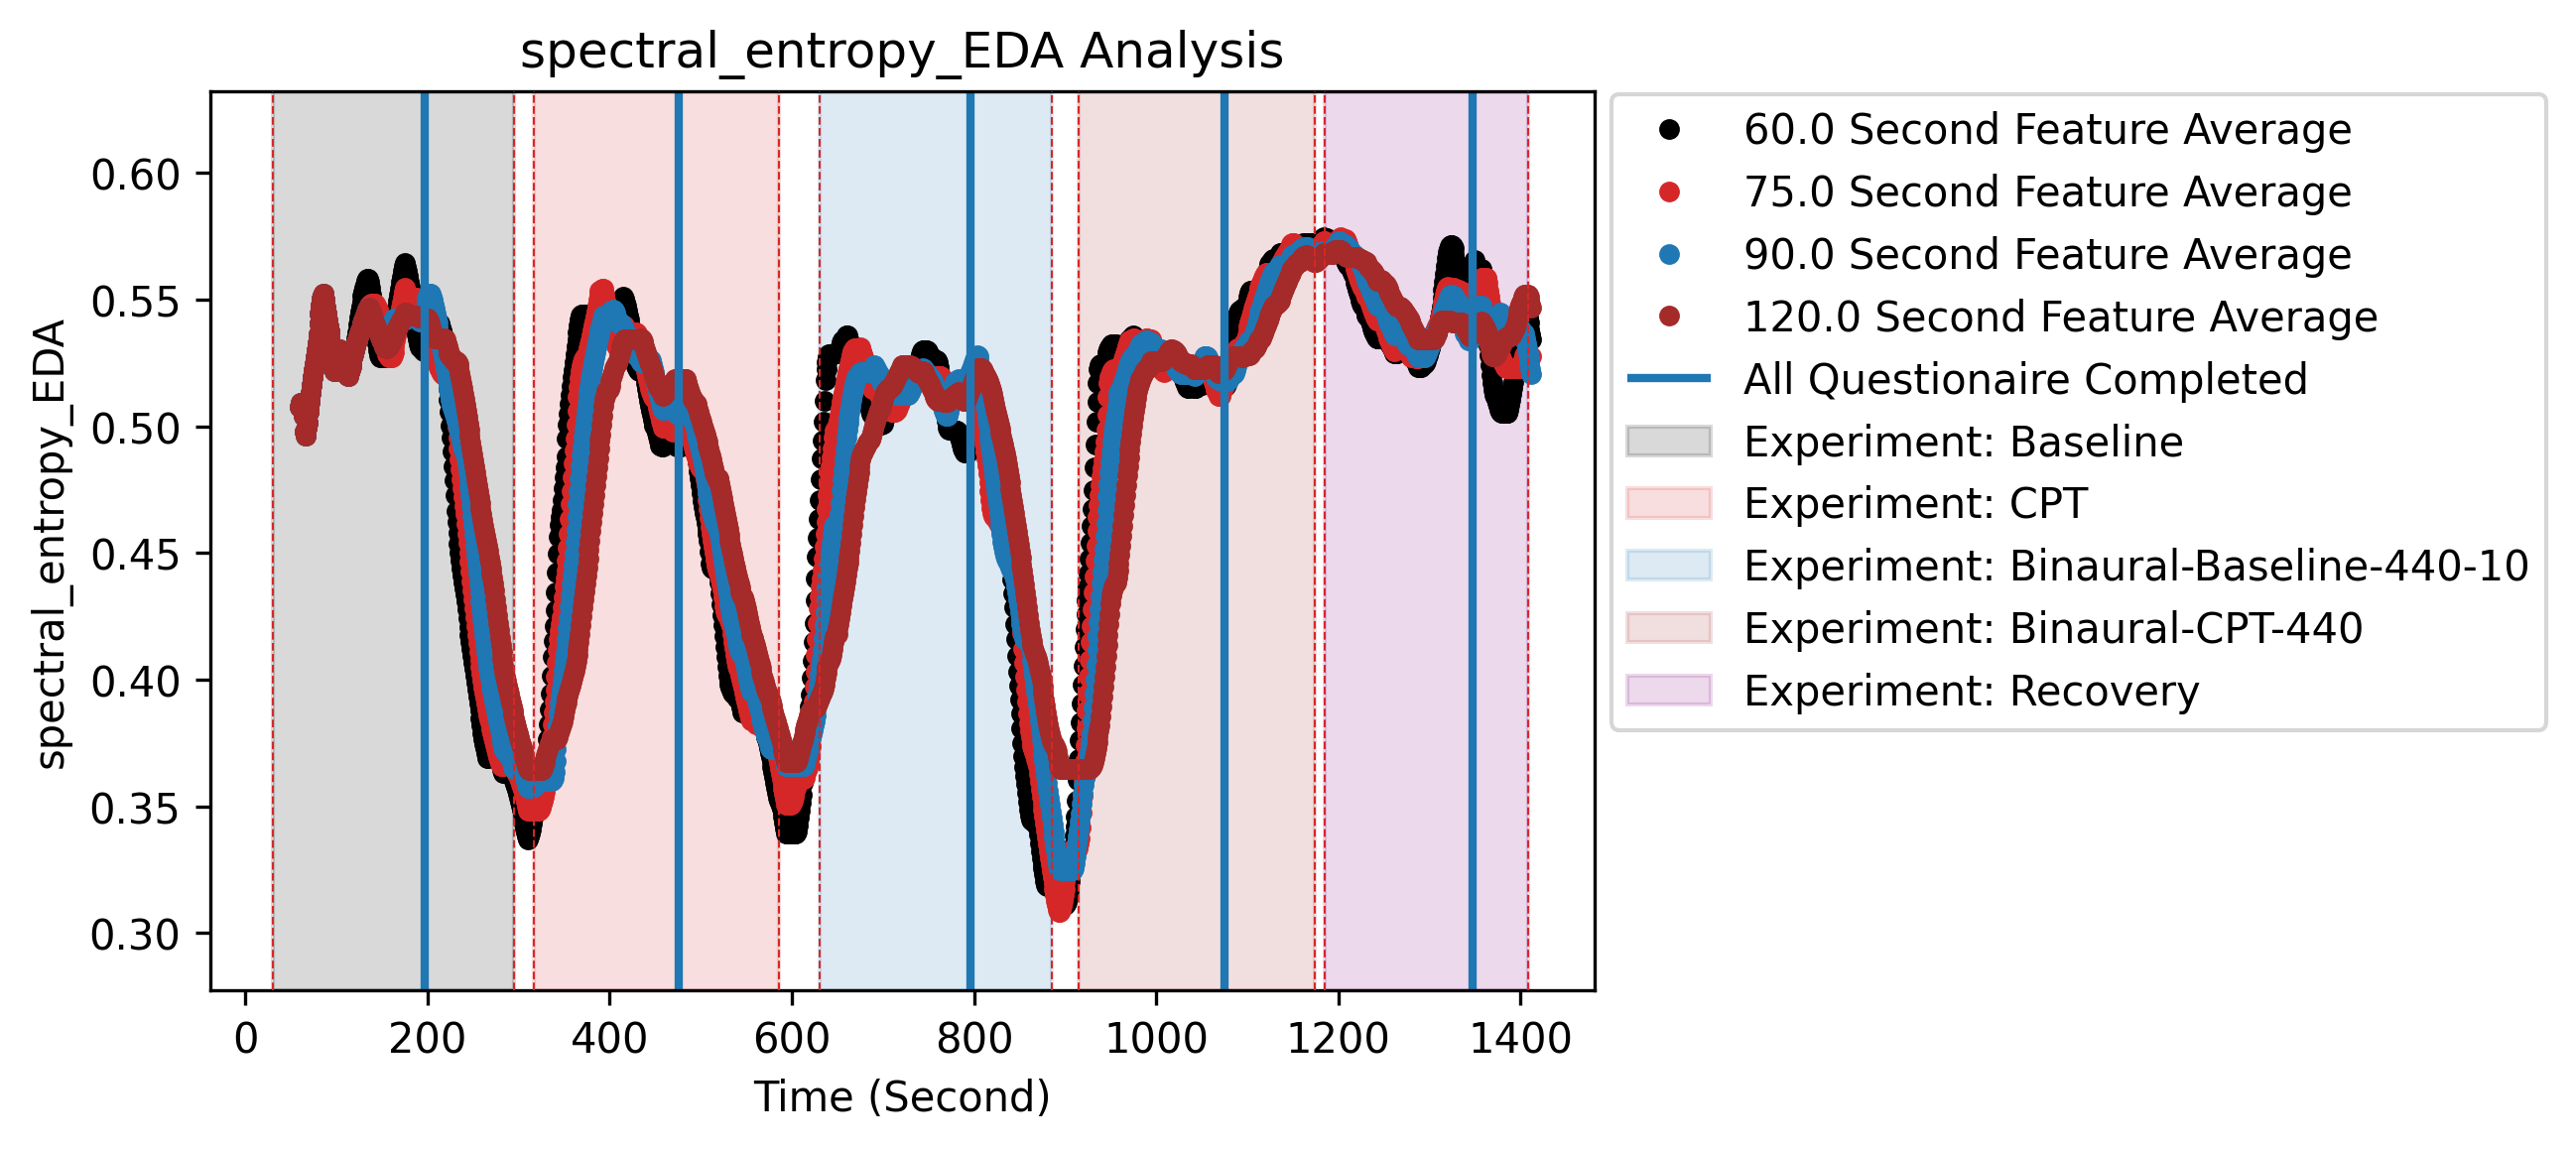 spectral_entropy_EDA Analysis
spectral_entropy_EDA
0.60
0.55
0.50
0.45
0.40
0.35
0.30
0 200 400 600 800 1000 1200 1400
Time (Second)
60.0 Second Feature Average
75.0 Second Feature Average
90.0 Second Feature Average
120.0 Second Feature Average
All Questionaire Completed
Experiment: Baseline
Experiment: CPT
Experiment: Binaural-Baseline-440-10
Experiment: Binaural-CPT-440
Experiment: Recovery